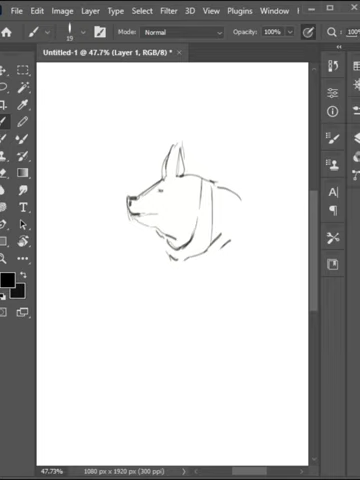 File Edit Image Layer Type Select Filter 3D View Plugins Window
19 Mode: Normal Opacity: 100%
Untitled-1 @ 47.7% (Layer 1, RGB/8) * ×
47.73% 1080 px x 1920 px (300 ppi)